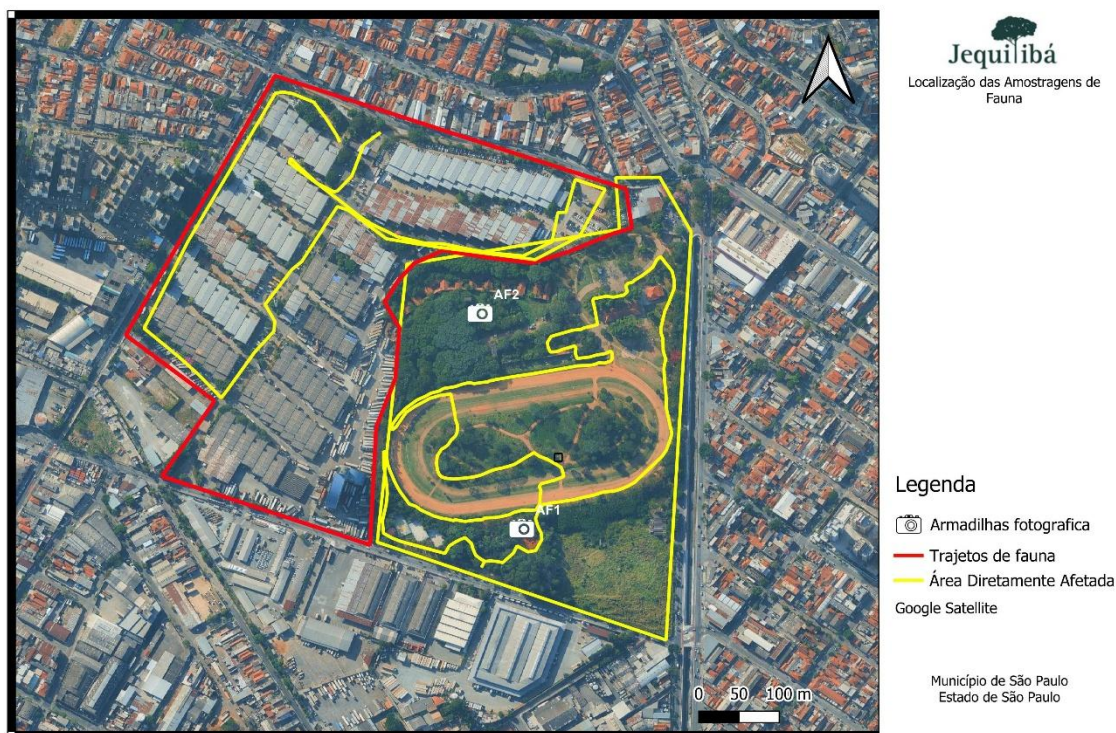 Jequitibá
Localização das Amostragens de
Fauna
AF2
AF1
Legenda
Armadilhas fotografica
Trajetos de fauna
Área Diretamente Afetada
Google Satellite
0 50 100 m
Município de São Paulo
Estado de São Paulo